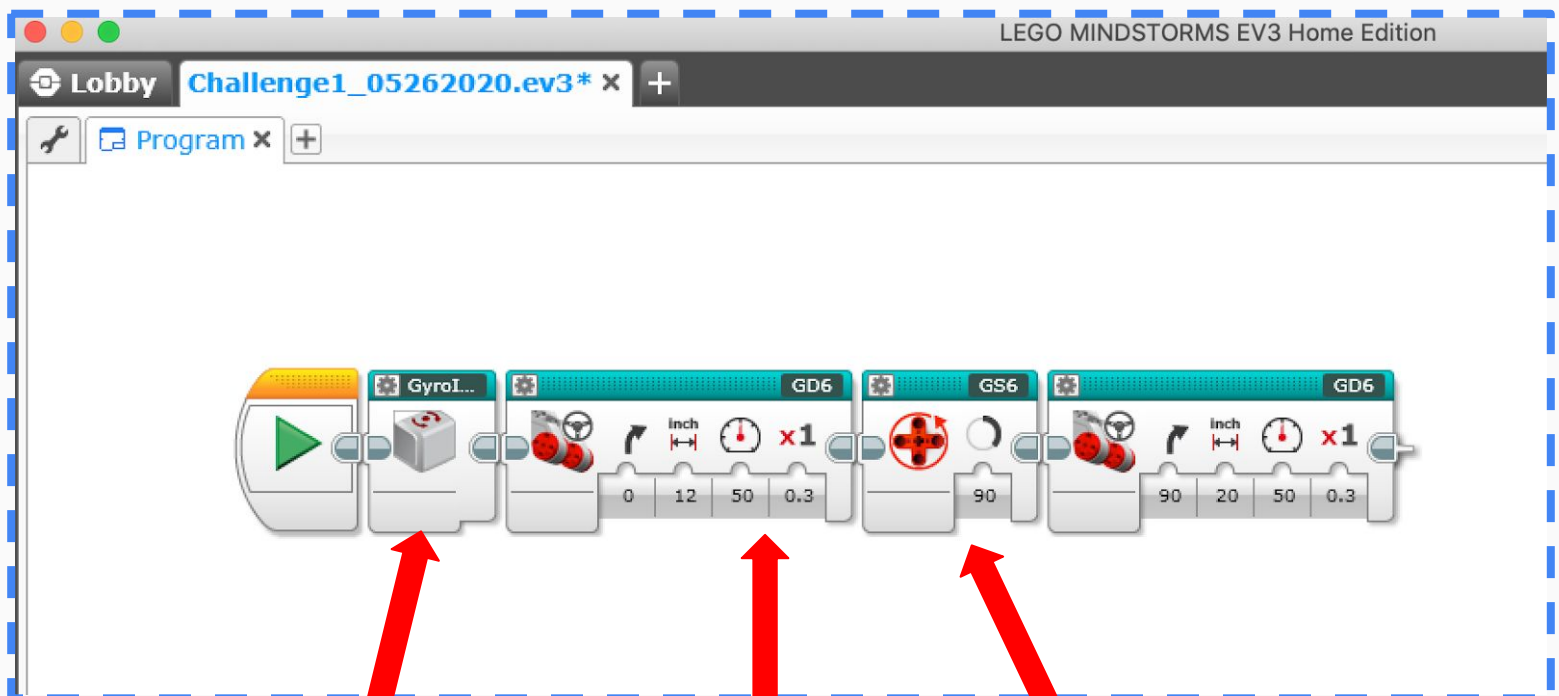 LEGO MINDSTORMS EV3 Home Edition
Lobby Challenge1_05262020.ev3*
Program
GyroI... GD6 GS6 GD6
inch x1 inch x1
0 12 50 0.3 90 90 20 50 0.3